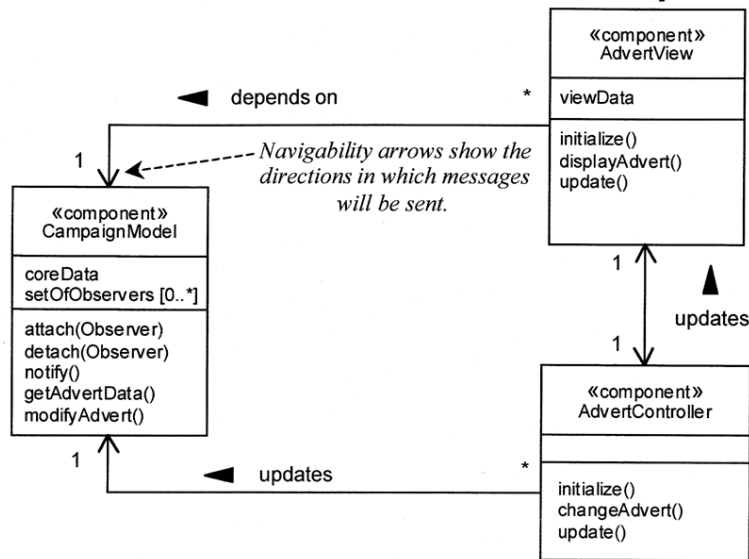 «component»
AdvertView
viewData
initialize()
displayAdvert()
update()
depends on
*
1
Navigability arrows show the
directions in which messages
will be sent.
«component»
CampaignModel
coreData
setOfObservers [0..*]
attach(Observer)
detach(Observer)
notify()
getAdvertData()
modifyAdvert()
1
updates
1
1
updates
*
«component»
AdvertController
initialize()
changeAdvert()
update()